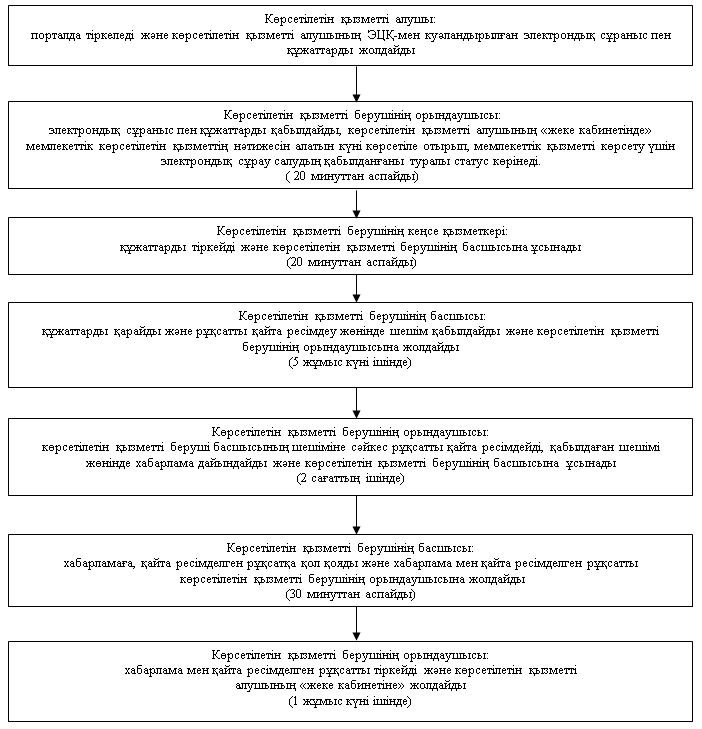 Көрсетілетін қызметті алушы:
порталда тіркеледі және көрсетілетін қызметті алушының ЭЦҚ-мен куәландырылған электрондық сұраныс пен
құжаттарды жолдайды
Көрсетілетін қызметті берушінің орындаушысы:
электрондық сұраныс пен құжаттарды қабылдайды, көрсетілетін қызметті алушының «жеке кабинетінде»
мемлекеттік көрсетілетін қызметтің нәтижесін алатын күні көрсетіле отырып, мемлекеттік қызметті көрсету үшін
электрондық сұрау салудың қабылданғаны туралы статус көрінеді.
( 20 минуттан аспайды)
Көрсетілетін қызметті берушінің кеңсе қызметкері:
құжаттарды тіркейді және көрсетілетін қызметті берушінің басшысына ұсынады
(20 минуттан аспайды)
Көрсетілетін қызметті берушінің басшысы:
құжаттарды қарайды және рұқсатты қайта ресімдеу жөнінде шешім қабылдайды және көрсетілетін қызметті
берушінің орындаушысына жолдайды
(5 жұмыс күні ішінде)
Көрсетілетін қызметті берушінің орындаушысы:
көрсетілетін қызметті беруші басшысының шешіміне сәйкес рұқсатты қайта ресімдейді, қабылдаған шешімі
жөнінде хабарлама дайындайды және көрсетілетін қызметті берушінің басшысына ұсынады
(2 сағаттың ішінде)
Көрсетілетін қызметті берушінің басшысы:
хабарламаға, қайта ресімделген рұқсатқа қол қояды және хабарлама мен қайта ресімделген рұқсатты
көрсетілетін қызметті берушінің орындаушысына жолдайды
(30 минуттан аспайды)
Көрсетілетін қызметті берушінің орындаушысы:
хабарлама мен қайта ресімделген рұқсатты тіркейді және көрсетілетін қызметті
алушының «жеке кабинетіне» жолдайды
(1 жұмыс күні ішінде)